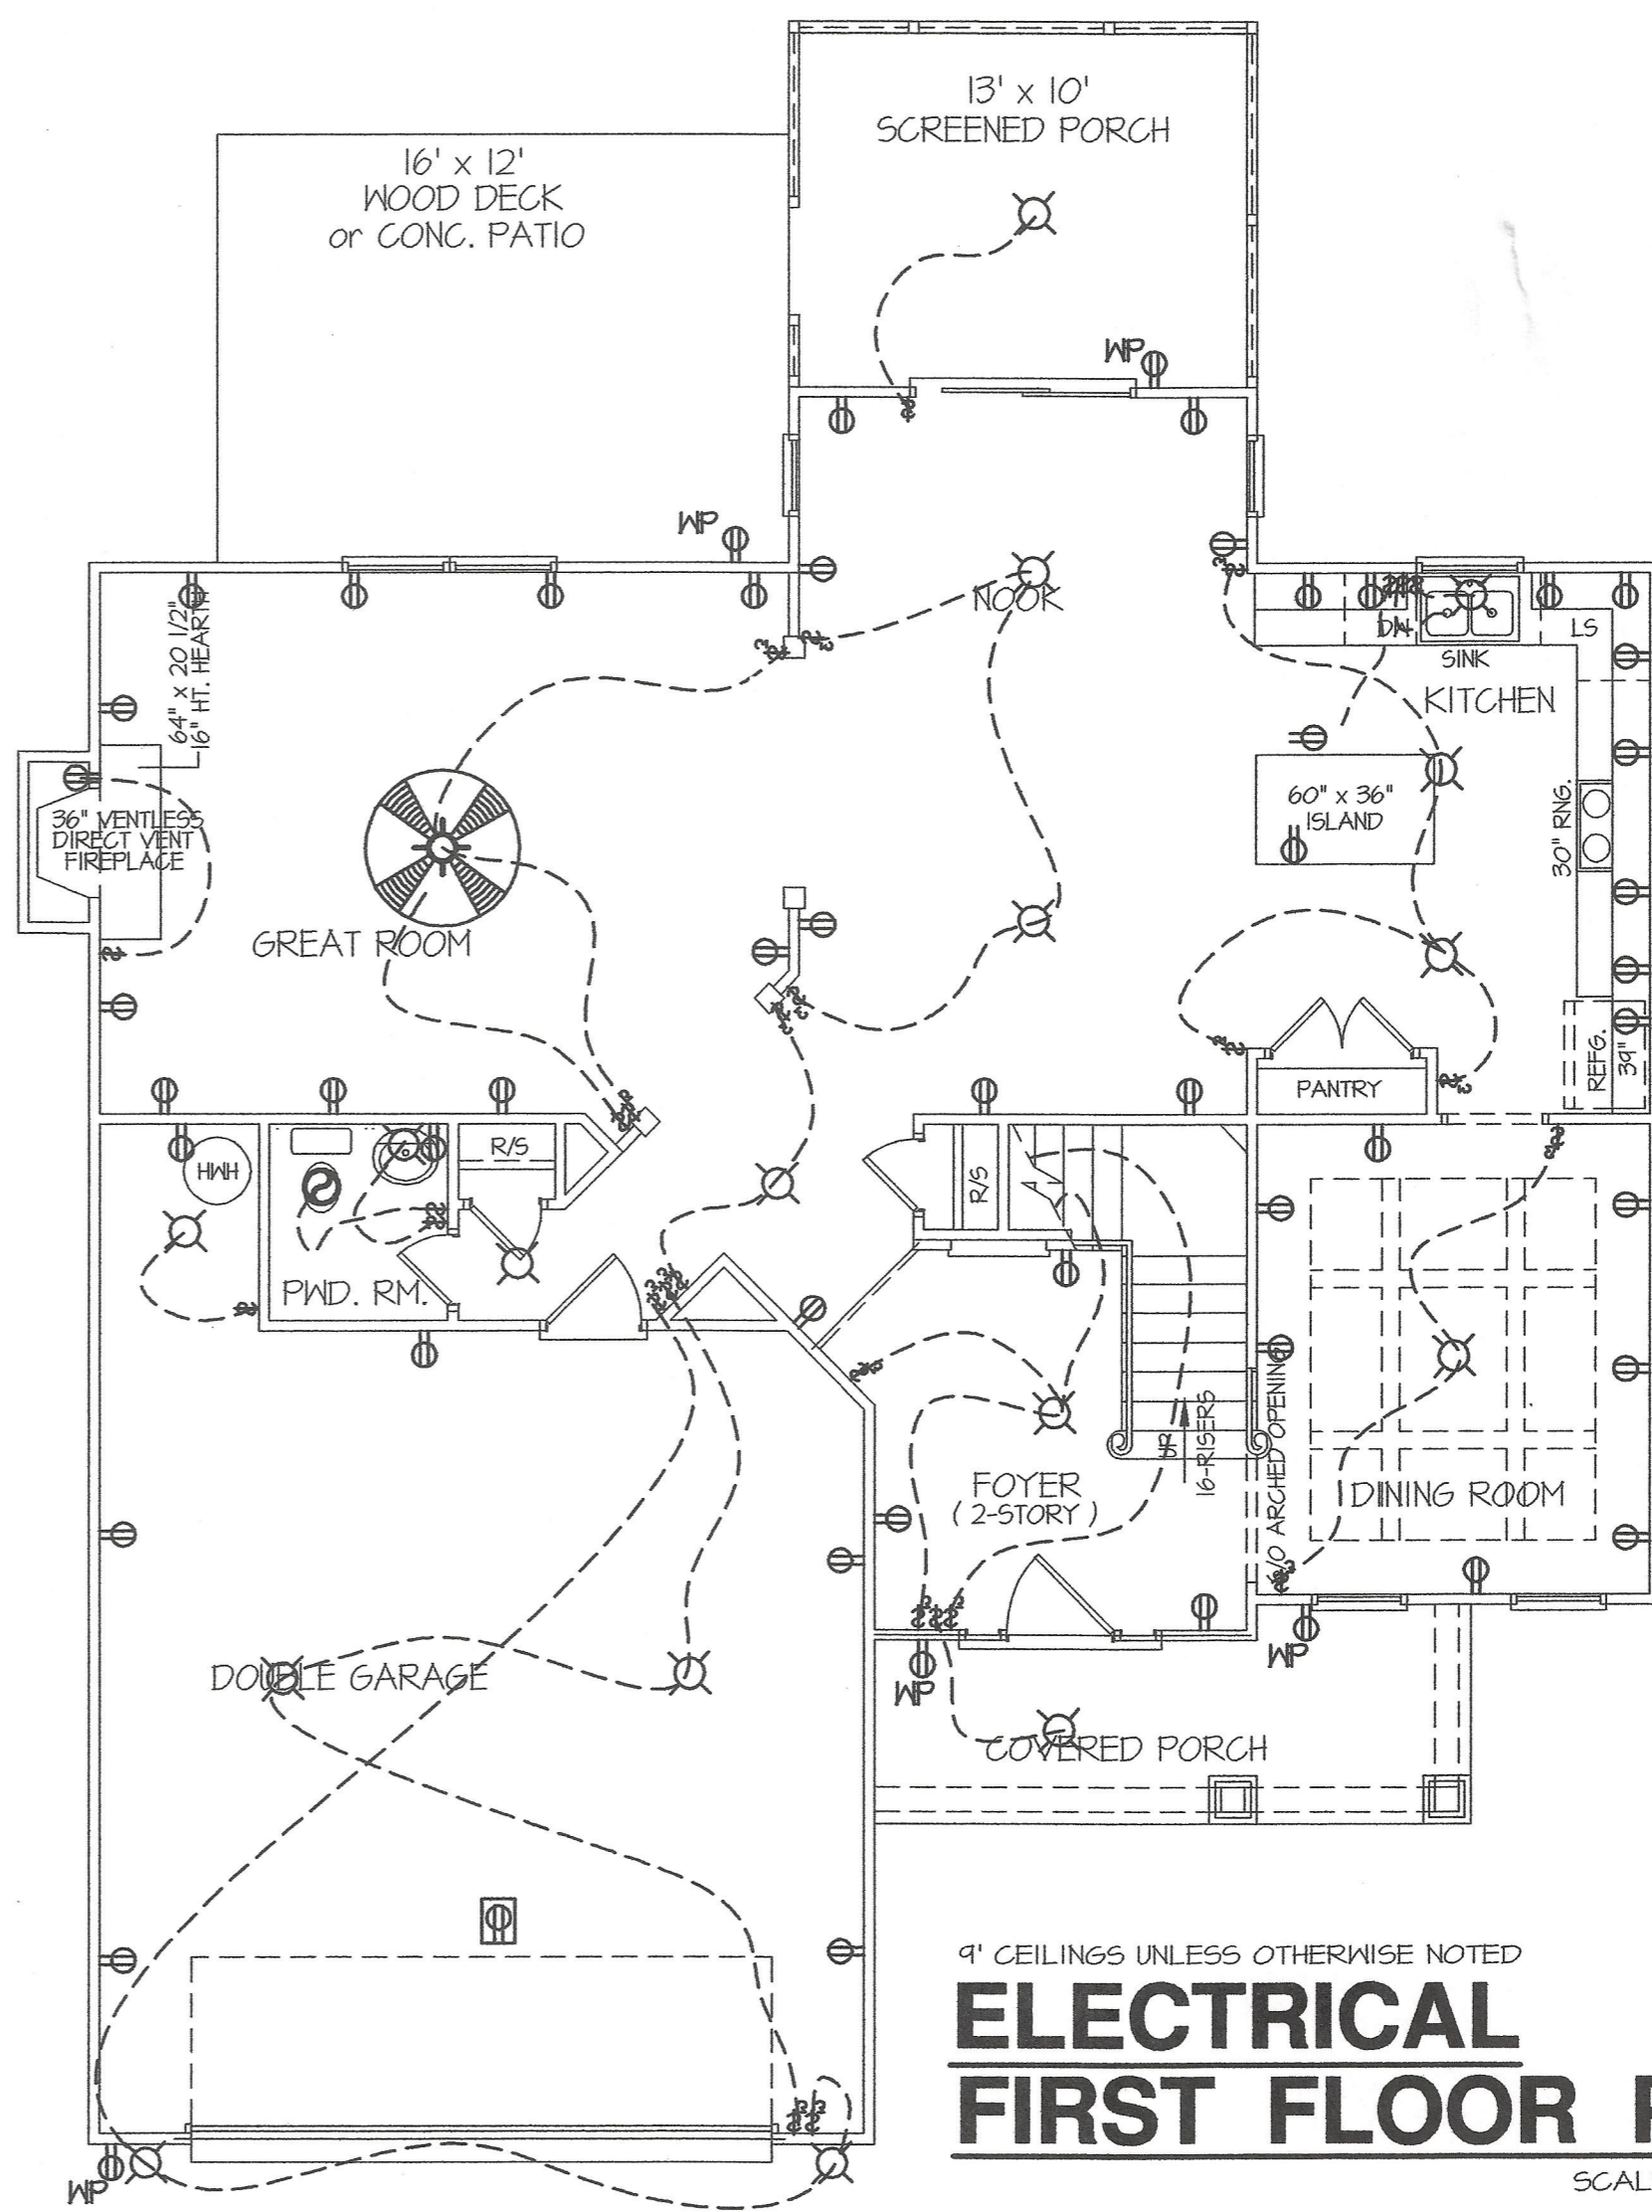 13' x 10'
SCREENED PORCH
16' x 12'
WOOD DECK
or CONC. PATIO
WP
WP
NOOK
64" x 20 1/2"
16" HT. HEARTH
DW
SINK
LS
KITCHEN
36" VENTLESS
DIRECT VENT
FIREPLACE
60" x 36"
ISLAND
30" RNG.
GREAT ROOM
REFG.
39"
PANTRY
HWH
R/S
R/S
PWD. RM.
UP
16-RISERS
6/0 ARCHED OPENING
FOYER
( 2-STORY )
DINING ROOM
WP
WP
DOUBLE GARAGE
COVERED PORCH
9' CEILINGS UNLESS OTHERWISE NOTED
ELECTRICAL
FIRST FLOOR
SCAL
WP